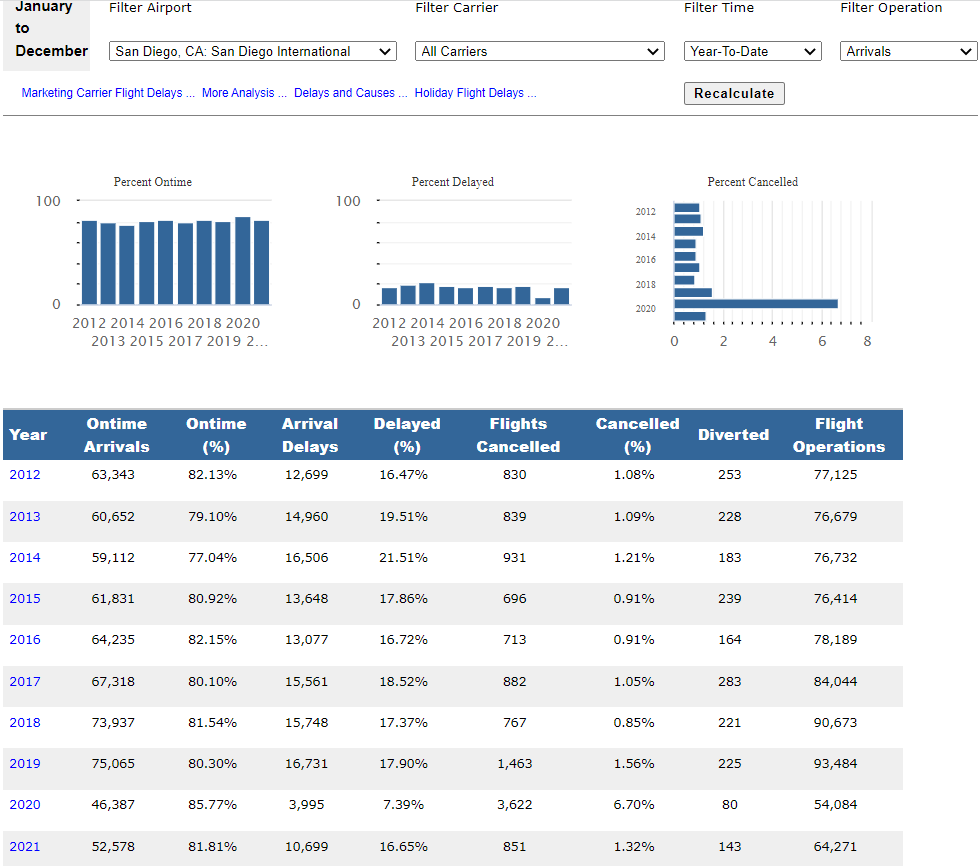 January
to
December
Filter Airport
Filter Carrier
Filter Time
Filter Operation
San Diego, CA: San Diego International
All Carriers
Year-To-Date
Arrivals
Marketing Carrier Flight Delays ... More Analysis ... Delays and Causes ... Holiday Flight Delays ...
Recalculate
Percent Ontime
100
0
2012 2014 2016 2018 2020
2013 2015 2017 2019 2...
Percent Delayed
100
0
2012 2014 2016 2018 2020
2013 2015 2017 2019 2...
Percent Cancelled
2012
2014
2016
2018
2020
0 2 4 6 8
Year Ontime Arrivals Ontime (%) Arrival Delays Delayed (%) Flights Cancelled Cancelled (%) Diverted Flight Operations
2012 63,343 82.13% 12,699 16.47% 830 1.08% 253 77,125
2013 60,652 79.10% 14,960 19.51% 839 1.09% 228 76,679
2014 59,112 77.04% 16,506 21.51% 931 1.21% 183 76,732
2015 61,831 80.92% 13,648 17.86% 696 0.91% 239 76,414
2016 64,235 82.15% 13,077 16.72% 713 0.91% 164 78,189
2017 67,318 80.10% 15,561 18.52% 882 1.05% 283 84,044
2018 73,937 81.54% 15,748 17.37% 767 0.85% 221 90,673
2019 75,065 80.30% 16,731 17.90% 1,463 1.56% 225 93,484
2020 46,387 85.77% 3,995 7.39% 3,622 6.70% 80 54,084
2021 52,578 81.81% 10,699 16.65% 851 1.32% 143 64,271